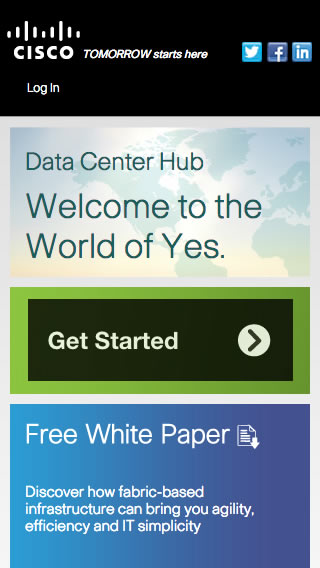 CISCO TOMORROW starts here
Log In
Data Center Hub
Welcome to the
World of Yes.
Get Started
Free White Paper
Discover how fabric-based
infrastructure can bring you agility,
efficiency and IT simplicity